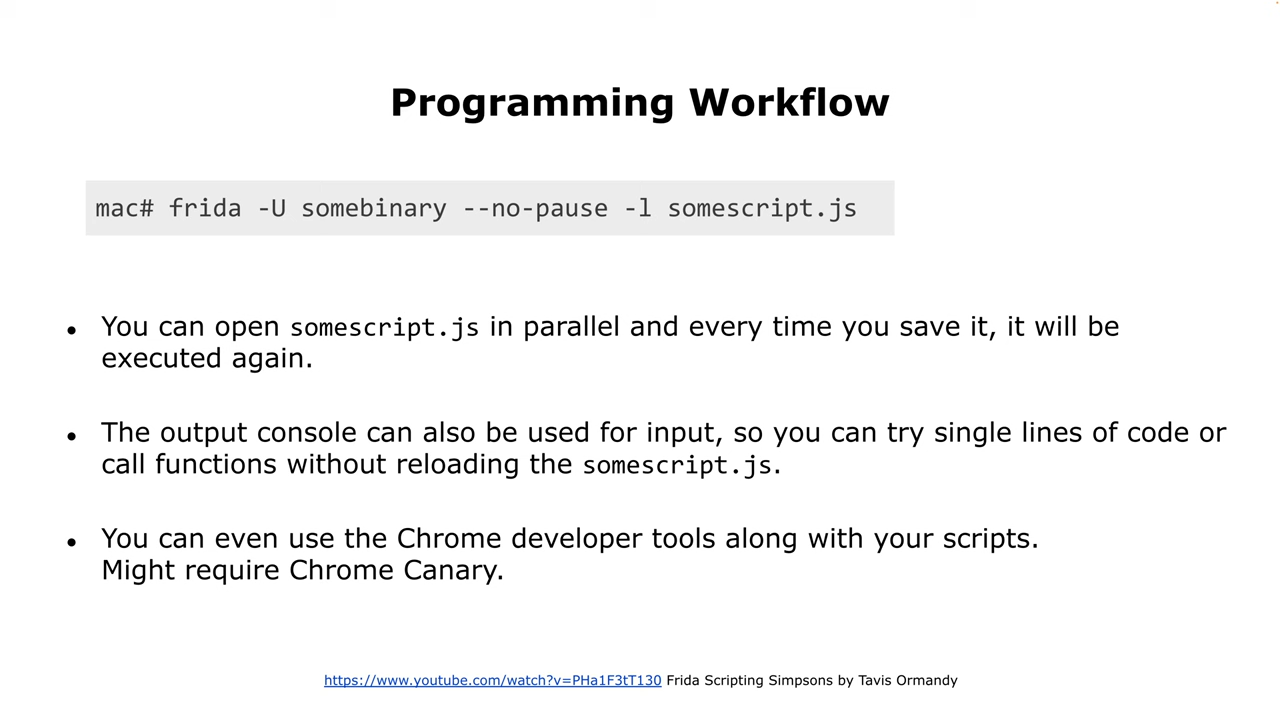 Programming Workflow
mac# frida -U somebinary --no-pause -l somescript.js
● You can open somescript.js in parallel and every time you save it, it will be
executed again.
● The output console can also be used for input, so you can try single lines of code or
call functions without reloading the somescript.js.
● You can even use the Chrome developer tools along with your scripts.
Might require Chrome Canary.
https://www.youtube.com/watch?v=PHa1F3tT130 Frida Scripting Simpsons by Tavis Ormandy